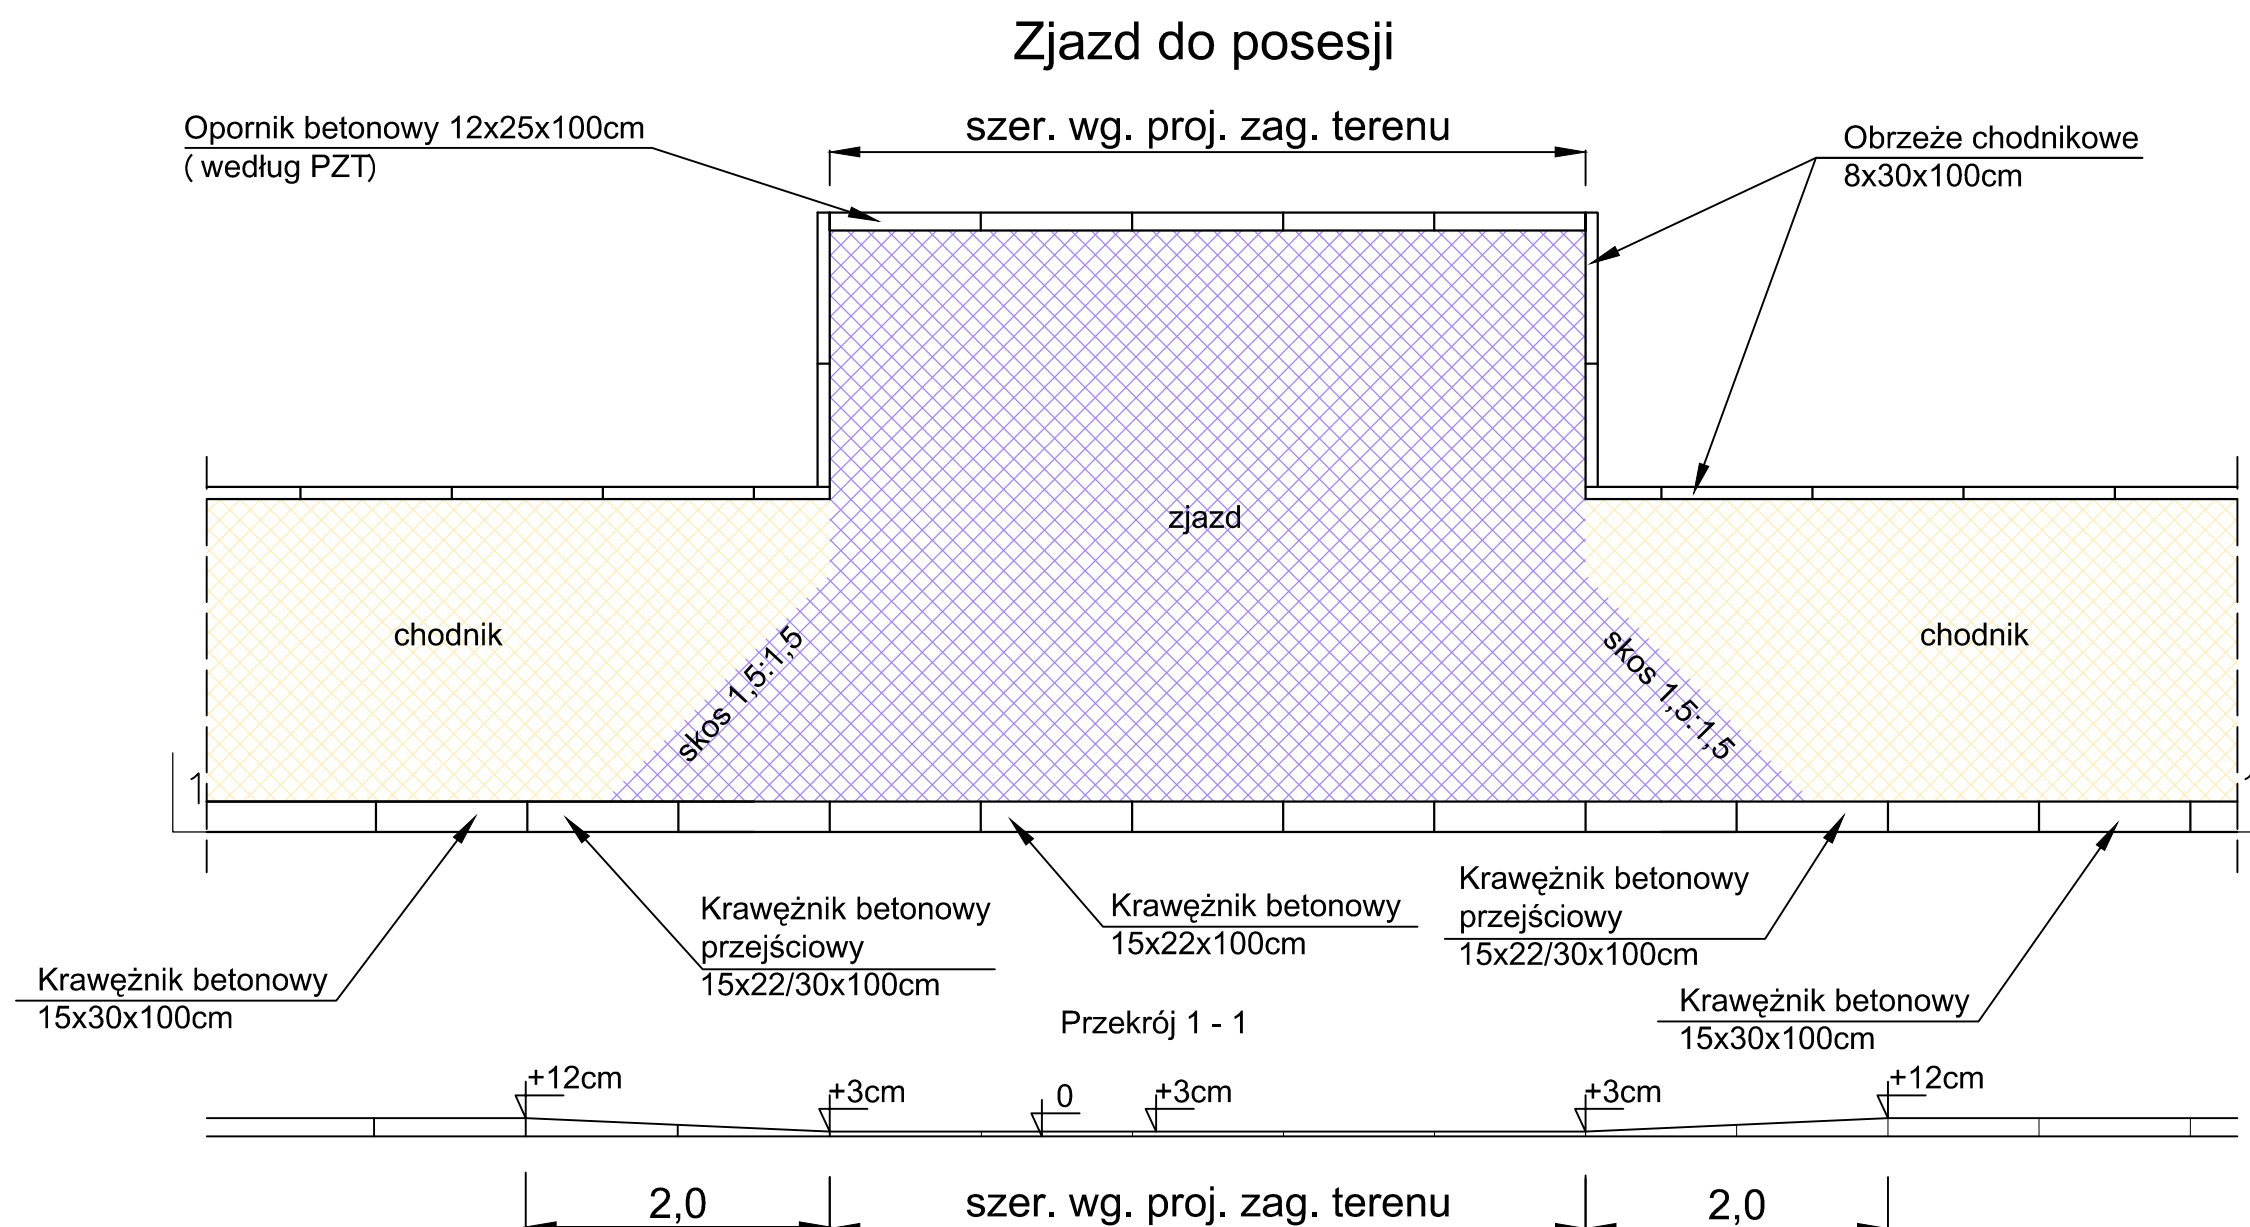 Zjazd do posesji
szer. wg. proj. zag. terenu
Opornik betonowy 12x25x100cm
( według PZT)
Obrzeże chodnikowe
8x30x100cm
zjazd
chodnik
chodnik
skos 1,5:1,5
skos 1,5:1,5
1
Krawężnik betonowy
15x30x100cm
Krawężnik betonowy
przejściowy
15x22/30x100cm
Krawężnik betonowy
15x22x100cm
Krawężnik betonowy
przejściowy
15x22/30x100cm
Krawężnik betonowy
15x30x100cm
Przekrój 1 - 1
+12cm
+3cm
0
+3cm
+3cm
+12cm
2,0
szer. wg. proj. zag. terenu
2,0